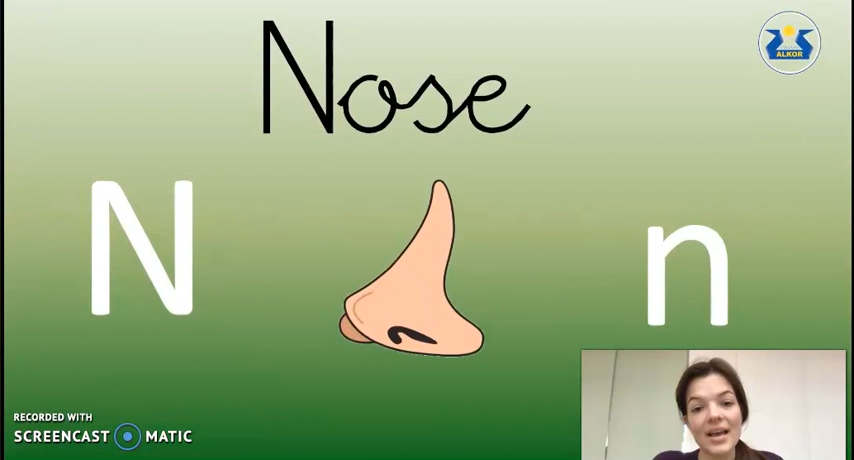 Nose
ALKOR
N n
RECORDED WITH
SCREENCAST MATIC